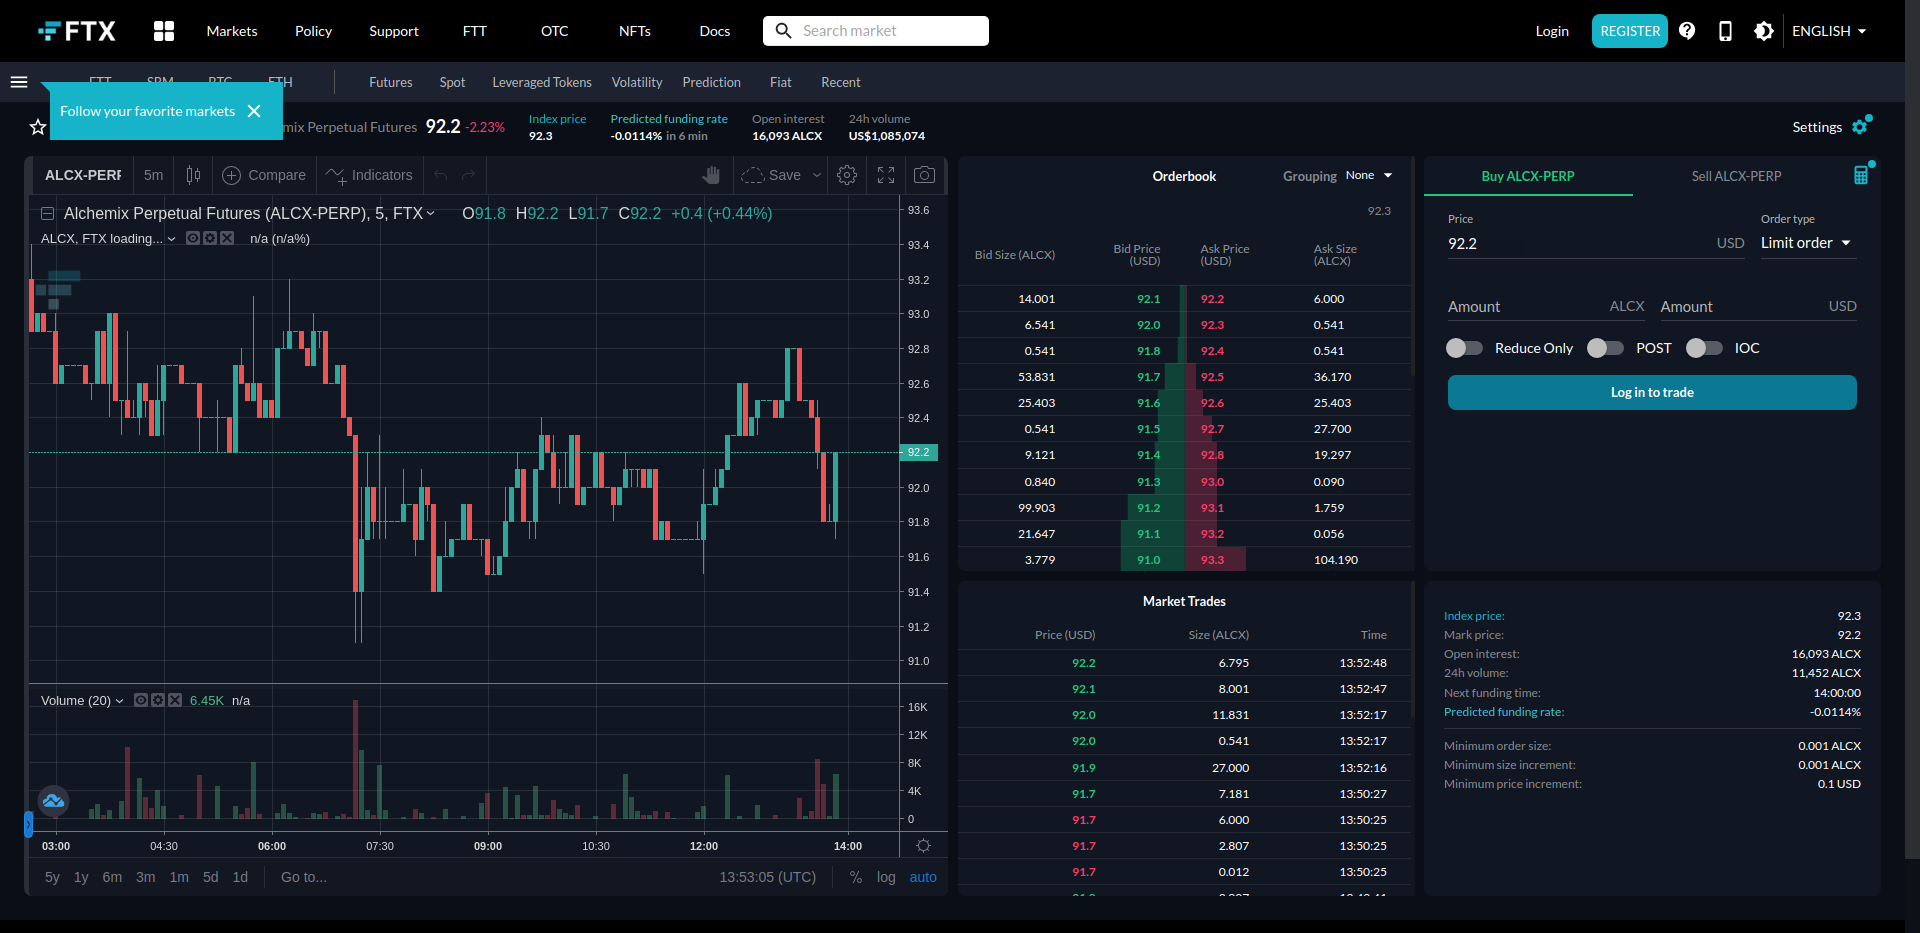 FTX Markets Policy Support FTT OTC NFTs Docs Search market Login REGISTER ENGLISH
FTT SRM BTC ETH Futures Spot Leveraged Tokens Volatility Prediction Fiat Recent
Follow your favorite markets
mix Perpetual Futures 92.2 -2.23%
Index price
92.3
Predicted funding rate
-0.0114% in 6 min
Open interest
16,093 ALCX
24h volume
US$1,085,074
Settings
ALCX-PERP 5m Compare Indicators Save
Alchemix Perpetual Futures (ALCX-PERP), 5, FTX O91.8 H92.2 L91.7 C92.2 +0.4 (+0.44%)
ALCX, FTX loading... n/a (n/a%)
93.6
93.4
93.2
93.0
92.8
92.6
92.4
92.2
92.0
91.8
91.6
91.4
91.2
91.0
Volume (20) 6.45K n/a
16K
12K
8K
4K
0
03:00 04:30 06:00 07:30 09:00 10:30 12:00 14:00
5y 1y 6m 3m 1m 5d 1d Go to... 13:53:05 (UTC) % log auto
Orderbook Grouping None
92.3
Bid Size (ALCX) Bid Price (USD) Ask Price (USD) Ask Size (ALCX)
14.001 92.1 92.2 6.000
6.541 92.0 92.3 0.541
0.541 91.8 92.4 0.541
53.831 91.7 92.5 36.170
25.403 91.6 92.6 25.403
0.541 91.5 92.7 27.700
9.121 91.4 92.8 19.297
0.840 91.3 93.0 0.090
99.903 91.2 93.1 1.759
21.647 91.1 93.2 0.056
3.779 91.0 93.3 104.190
Market Trades
Price (USD) Size (ALCX) Time
92.2 6.795 13:52:48
92.1 8.001 13:52:47
92.0 11.831 13:52:17
92.0 0.541 13:52:17
91.9 27.000 13:52:16
91.7 7.181 13:50:27
91.7 6.000 13:50:25
91.7 2.807 13:50:25
91.7 0.012 13:50:25
Buy ALCX-PERP Sell ALCX-PERP
Price Order type
92.2 USD Limit order
Amount ALCX Amount USD
Reduce Only POST IOC
Log in to trade
Index price: 92.3
Mark price: 92.2
Open interest: 16,093 ALCX
24h volume: 11,452 ALCX
Next funding time: 14:00:00
Predicted funding rate: -0.0114%
Minimum order size: 0.001 ALCX
Minimum size increment: 0.001 ALCX
Minimum price increment: 0.1 USD